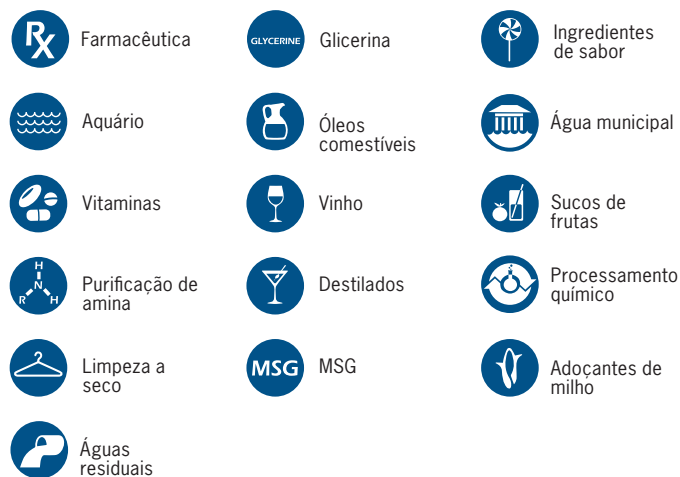 Rx
Farmacêutica
GLYCERINE
Glicerina
Ingredientes
de sabor
Aquário
Óleos
comestíveis
Água municipal
Vitaminas
Vinho
Sucos de
frutas
H
N
R
H
Purificação de
amina
Destilados
Processamento
químico
Limpeza a
seco
MSG
MSG
Adoçantes de
milho
Águas
residuais